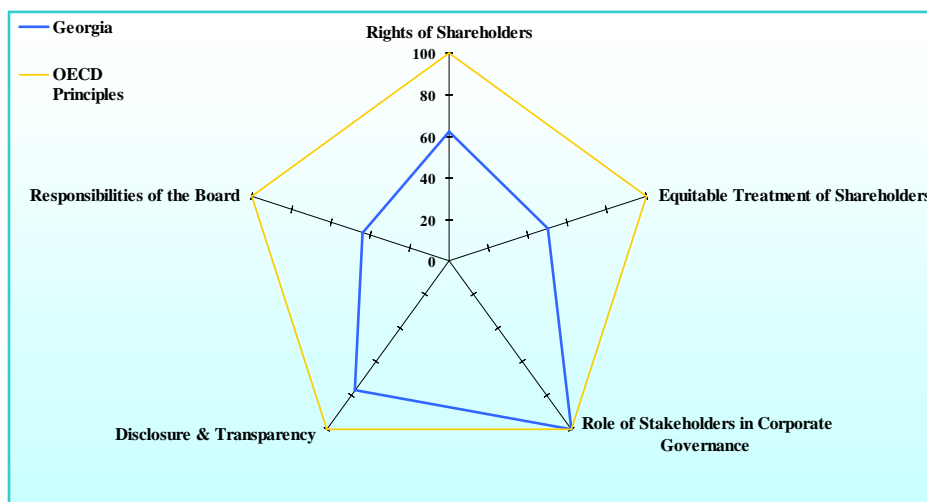 Georgia
OECD
Principles
Rights of Shareholders
100
80
60
40
20
0
Equitable Treatment of Shareholders
Role of Stakeholders in Corporate
Governance
Disclosure & Transparency
Responsibilities of the Board